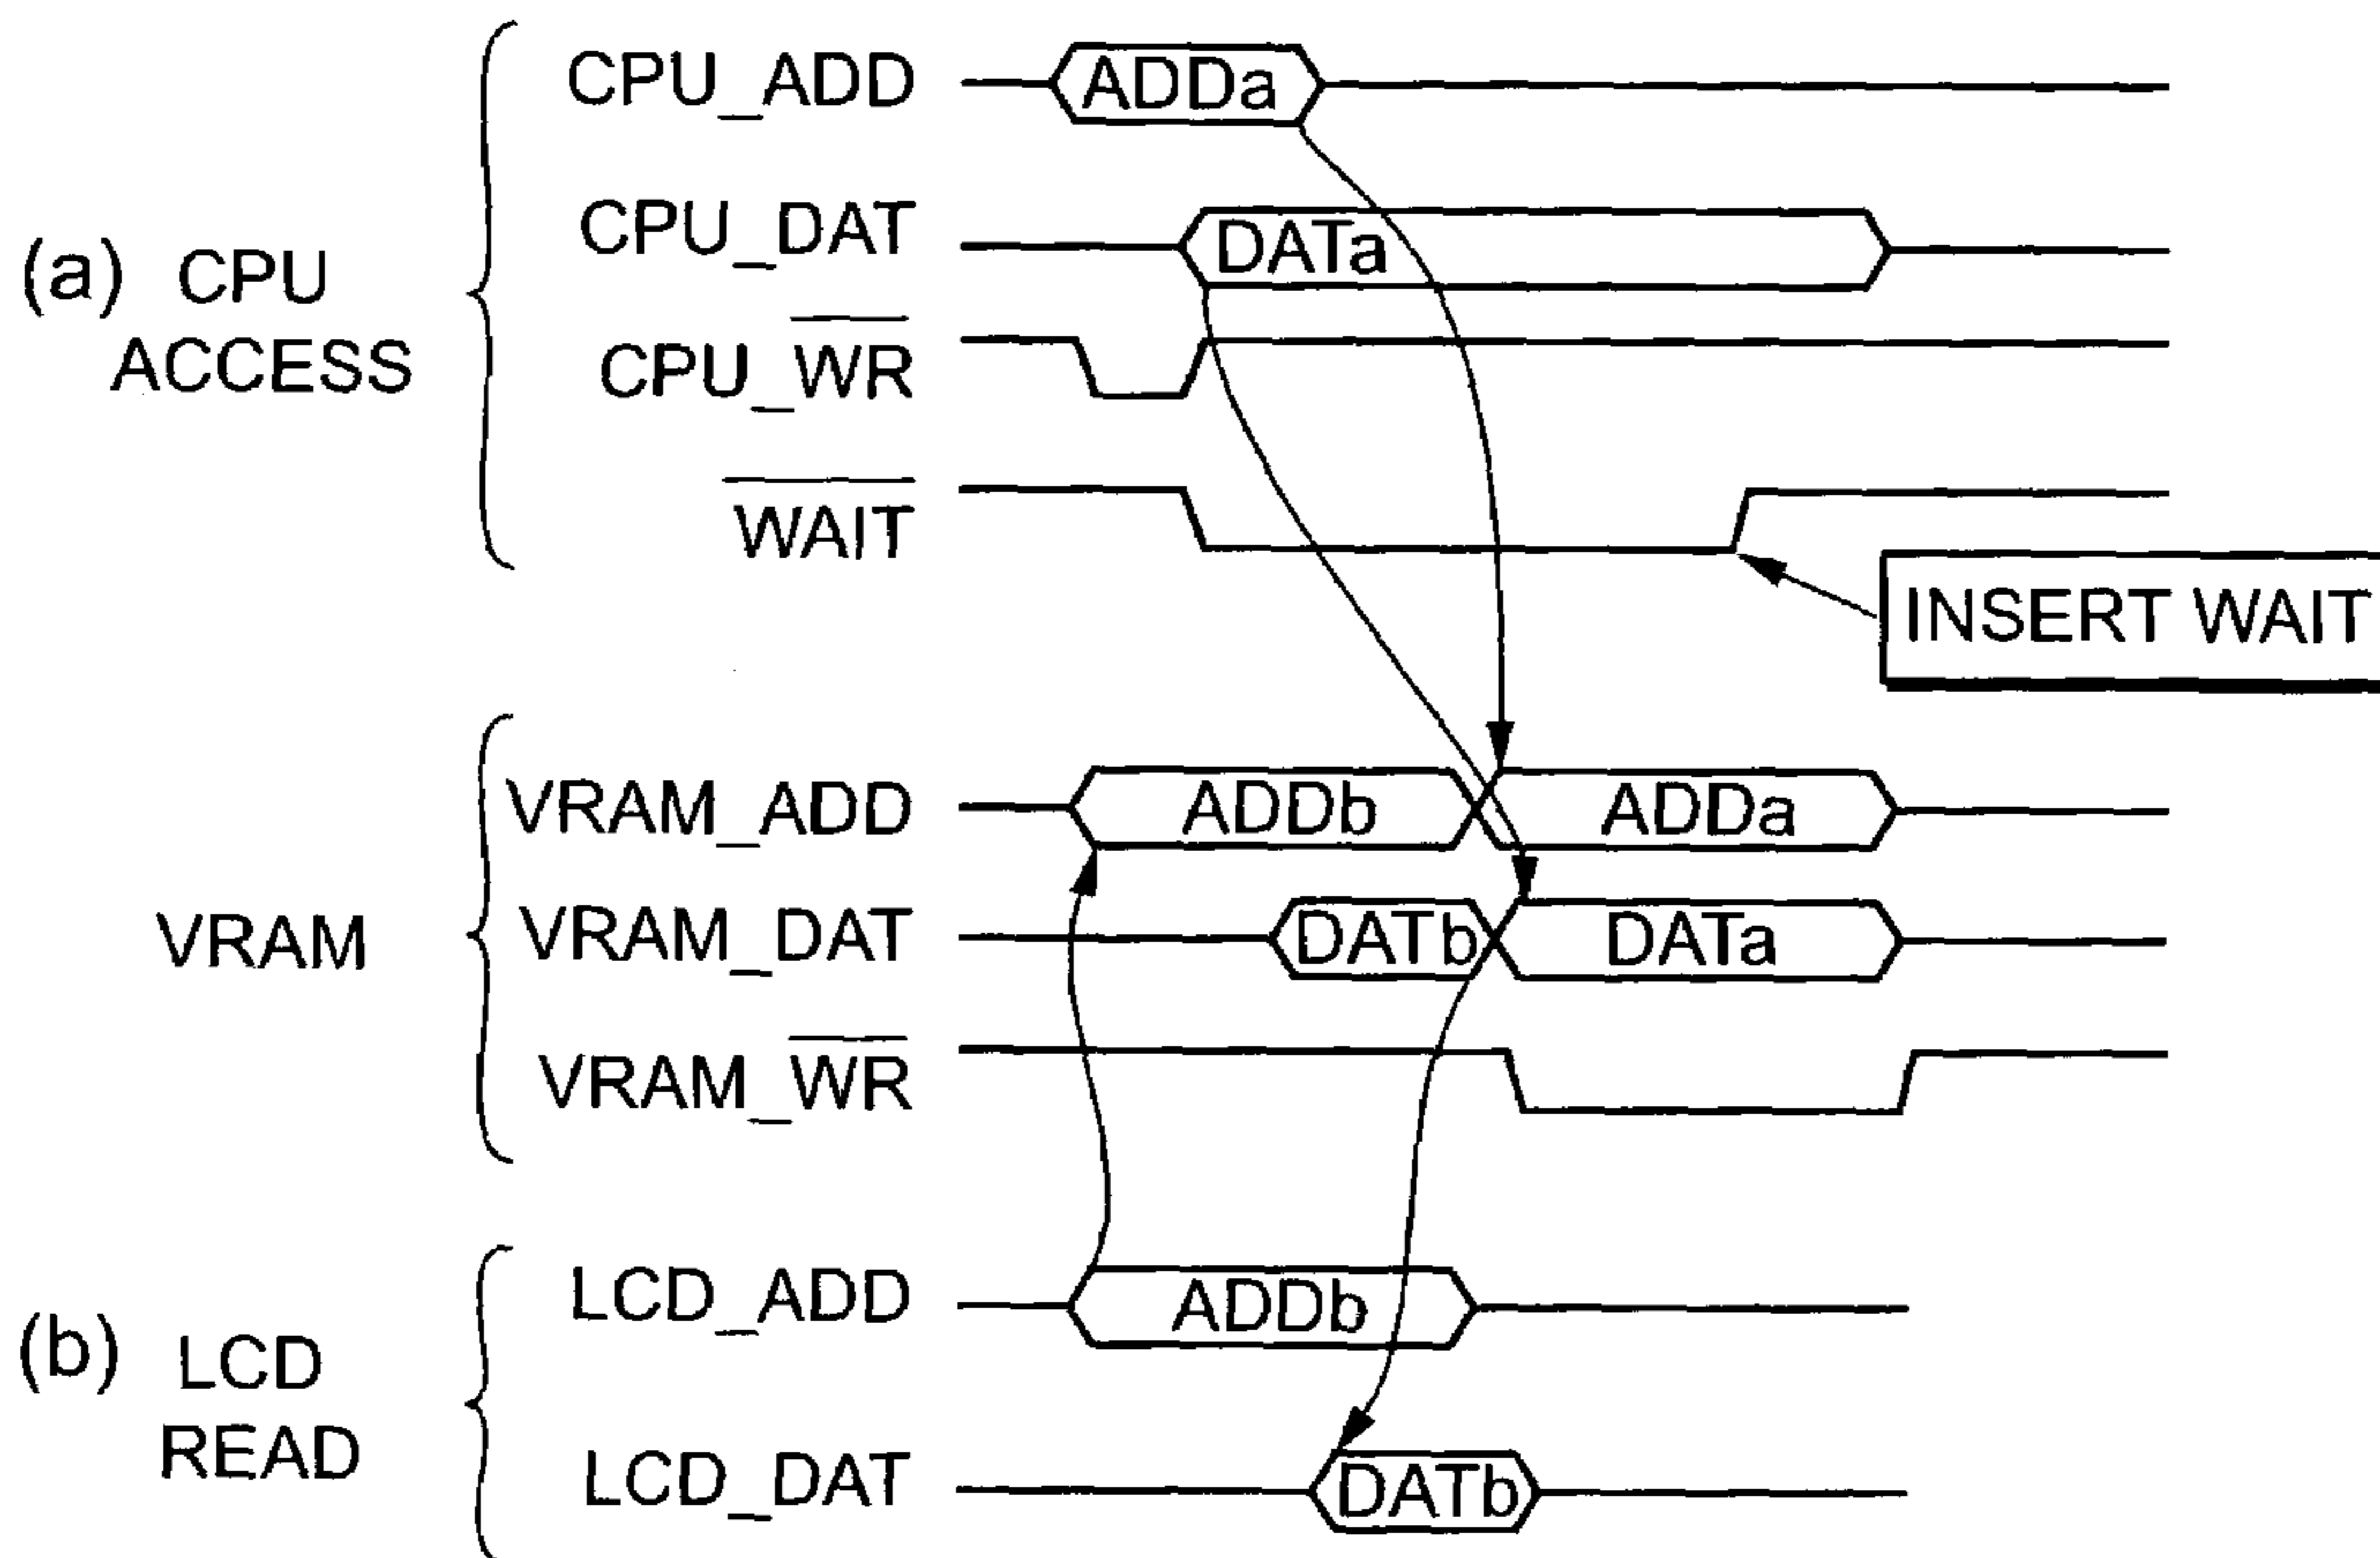 CPU_ADD ADDa
CPU_DAT DATa
(a) CPU
ACCESS
CPU_WR
WAIT
INSERT WAIT
VRAM_ADD ADDb ADDa
VRAM
VRAM_DAT DATb DATa
VRAM_WR
LCD_ADD ADDb
(b) LCD
READ
LCD_DAT DATb